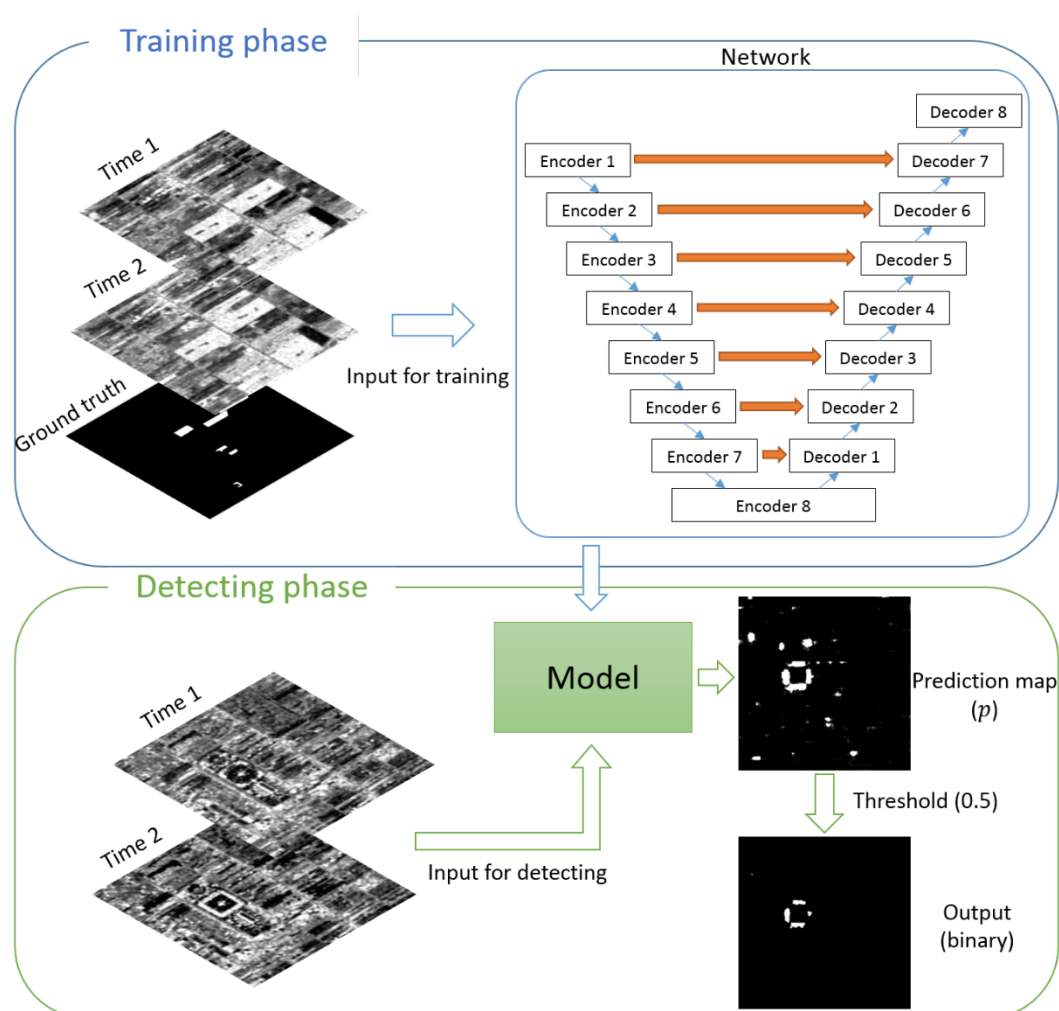 Training phase
Network
Time 1
Time 2
Ground truth
Input for training
Encoder 1
Encoder 2
Encoder 3
Encoder 4
Encoder 5
Encoder 6
Encoder 7
Encoder 8
Decoder 8
Decoder 7
Decoder 6
Decoder 5
Decoder 4
Decoder 3
Decoder 2
Decoder 1
Detecting phase
Time 1
Time 2
Input for detecting
Model
Prediction map
(p)
Threshold (0.5)
Output
(binary)